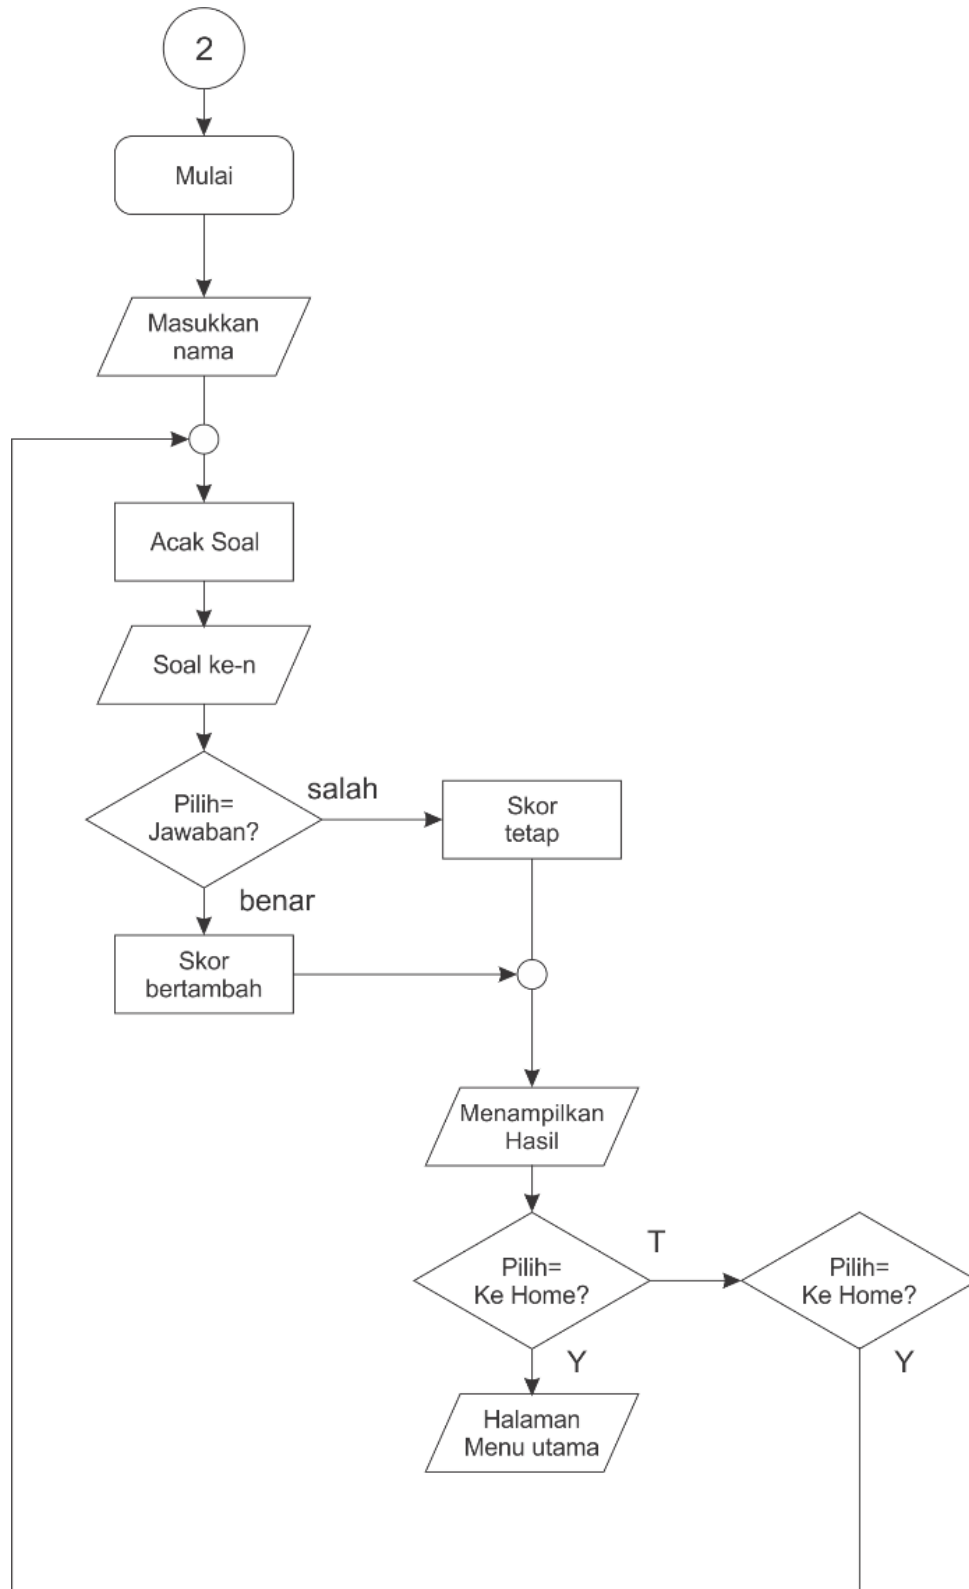 2
Mulai
Masukkan
nama
Acak Soal
Soal ke-n
Pilih=
Jawaban?
salah
Skor
tetap
benar
Skor
bertambah
Menampilkan
Hasil
Pilih=
Ke Home?
T
Pilih=
Ke Home?
Y
Y
Halaman
Menu utama